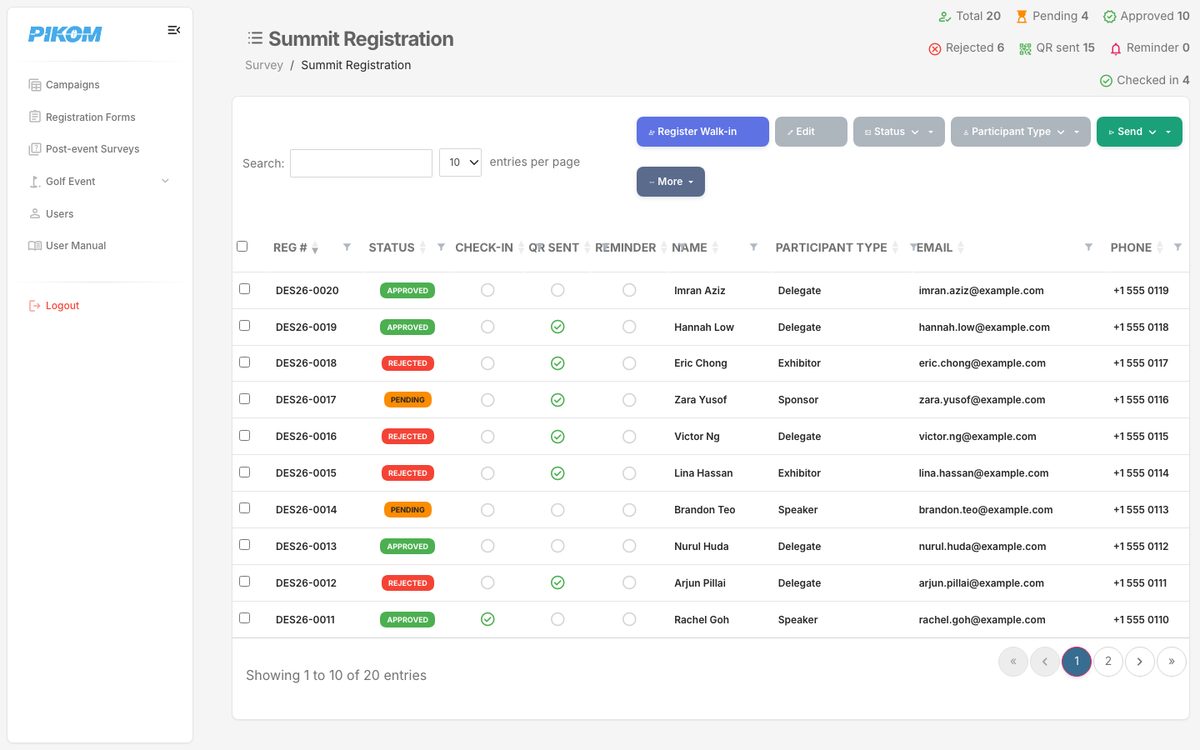 PIKOM
Campaigns
Registration Forms
Post-event Surveys
Golf Event
Users
User Manual
Logout
Summit Registration
Survey / Summit Registration
Total 20 Pending 4 Approved 10
Rejected 6 QR sent 15 Reminder 0
Checked in 4
Search: 10 entries per page
Register Walk-in Edit Status Participant Type Send
More
REG # STATUS CHECK-IN QR SENT REMINDER NAME PARTICIPANT TYPE EMAIL PHONE
DES26-0020 APPROVED Imran Aziz Delegate imran.aziz@example.com +1 555 0119
DES26-0019 APPROVED Hannah Low Delegate hannah.low@example.com +1 555 0118
DES26-0018 REJECTED Eric Chong Exhibitor eric.chong@example.com +1 555 0117
DES26-0017 PENDING Zara Yusof Sponsor zara.yusof@example.com +1 555 0116
DES26-0016 REJECTED Victor Ng Delegate victor.ng@example.com +1 555 0115
DES26-0015 REJECTED Lina Hassan Exhibitor lina.hassan@example.com +1 555 0114
DES26-0014 PENDING Brandon Teo Speaker brandon.teo@example.com +1 555 0113
DES26-0013 APPROVED Nurul Huda Delegate nurul.huda@example.com +1 555 0112
DES26-0012 REJECTED Arjun Pillai Delegate arjun.pillai@example.com +1 555 0111
DES26-0011 APPROVED Rachel Goh Speaker rachel.goh@example.com +1 555 0110
Showing 1 to 10 of 20 entries
« ‹ 1 2 › »